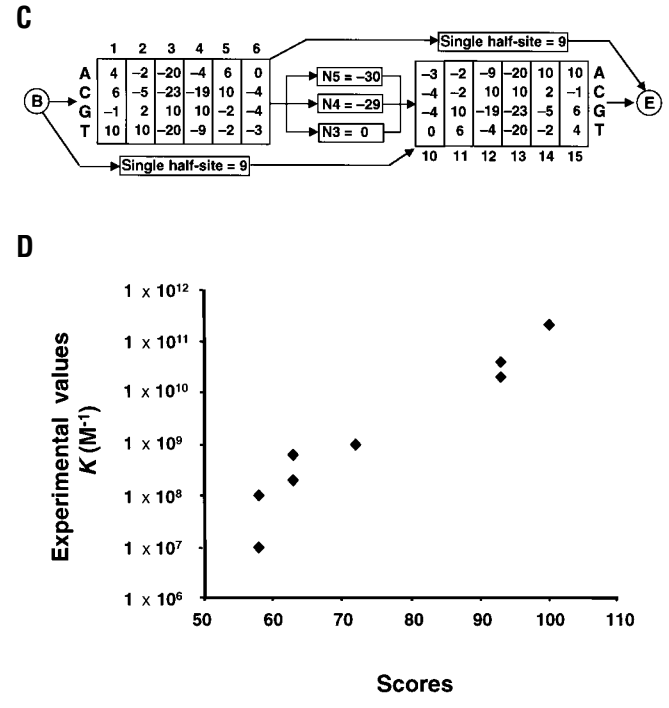 C
Single half-site = 9
1 2 3 4 5 6
A 4 –2 –20 –4 6 0 N5 = –30 –3 –2 –9 –20 10 10 A
C 6 –5 –23 –19 10 –4 –4 –2 10 10 2 –1 C
B N4 = –29 E
G –1 2 10 10 –2 –4 –4 10 –19 –23 –5 6 G
T 10 10 –20 –9 –2 –3 N3 = 0 0 6 –4 –20 –2 4 T
10 11 12 13 14 15
Single half-site = 9
D
Experimental values
K (M⁻¹)
1 x 10¹²
1 x 10¹¹
1 x 10¹⁰
1 x 10⁹
1 x 10⁸
1 x 10⁷
1 x 10⁶
50 60 70 80 90 100 110
Scores